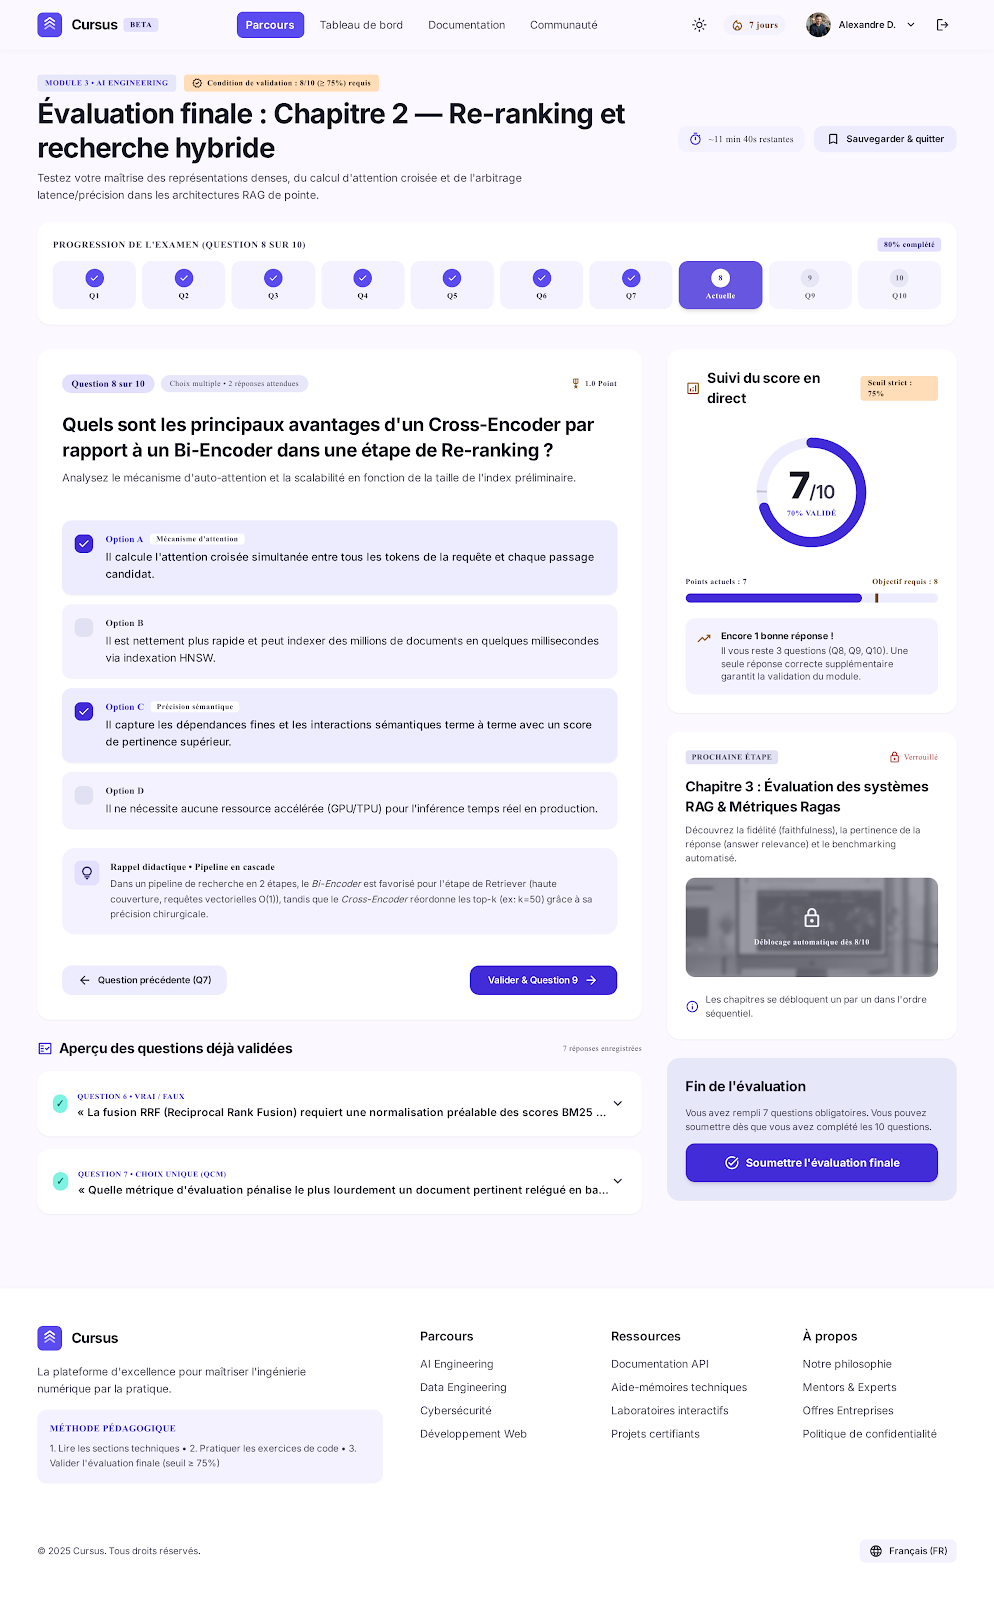 Cursus BETA
Parcours
Tableau de bord
Documentation
Communauté
7 jours
Alexandre D.
MODULE 3 • AI ENGINEERING
Condition de validation : 8/10 (≥ 75%) requis
Évaluation finale : Chapitre 2 — Re-ranking et
recherche hybride
Testez votre maîtrise des représentations denses, du calcul d'attention croisée et de l'arbitrage
latence/précision dans les architectures RAG de pointe.
~11 min 40s restantes
Sauvegarder & quitter
PROGRESSION DE L'EXAMEN (QUESTION 8 SUR 10)
80% complété
Q1
Q2
Q3
Q4
Q5
Q6
Q7
8
Actuelle
9
Q9
10
Q10
Question 8 sur 10
Choix multiple • 2 réponses attendues
1.0 Point
Quels sont les principaux avantages d'un Cross-Encoder par
rapport à un Bi-Encoder dans une étape de Re-ranking ?
Analysez le mécanisme d'auto-attention et la scalabilité en fonction de la taille de l'index préliminaire.
Option A Mécanisme d'attention
Il calcule l'attention croisée simultanée entre tous les tokens de la requête et chaque passage
candidat.
Option B
Il est nettement plus rapide et peut indexer des millions de documents en quelques millisecondes
via indexation HNSW.
Option C Précision sémantique
Il capture les dépendances fines et les interactions sémantiques terme à terme avec un score
de pertinence supérieur.
Option D
Il ne nécessite aucune ressource accélérée (GPU/TPU) pour l'inférence temps réel en production.
Rappel didactique • Pipeline en cascade
Dans un pipeline de recherche en 2 étapes, le Bi-Encoder est favorisé pour l'étape de Retriever (haute
couverture, requêtes vectorielles O(1)), tandis que le Cross-Encoder réordonne les top-k (ex: k=50) grâce à sa
précision chirurgicale.
Question précédente (Q7)
Valider & Question 9
Aperçu des questions déjà validées
7 réponses enregistrées
QUESTION 6 • VRAI / FAUX
« La fusion RRF (Reciprocal Rank Fusion) requiert une normalisation préalable des scores BM25 ...
QUESTION 7 • CHOIX UNIQUE (QCM)
« Quelle métrique d'évaluation pénalise le plus lourdement un document pertinent relégué en ba...
Suivi du score en
direct
Seuil strict :
75%
7/10
70% VALIDÉ
Points actuels : 7
Objectif requis : 8
Encore 1 bonne réponse !
Il vous reste 3 questions (Q8, Q9, Q10). Une
seule réponse correcte supplémentaire
garantit la validation du module.
PROCHAINE ÉTAPE
Verrouillé
Chapitre 3 : Évaluation des systèmes
RAG & Métriques Ragas
Découvrez la fidélité (faithfulness), la pertinence de la
réponse (answer relevance) et le benchmarking
automatisé.
Déblocage automatique dès 8/10
Les chapitres se débloquent un par un dans l'ordre
séquentiel.
Fin de l'évaluation
Vous avez rempli 7 questions obligatoires. Vous pouvez
soumettre dès que vous avez complété les 10 questions.
Soumettre l'évaluation finale
Cursus
La plateforme d'excellence pour maîtriser l'ingénierie
numérique par la pratique.
MÉTHODE PÉDAGOGIQUE
1. Lire les sections techniques • 2. Pratiquer les exercices de code • 3.
Valider l'évaluation finale (seuil ≥ 75%)
Parcours
AI Engineering
Data Engineering
Cybersécurité
Développement Web
Ressources
Documentation API
Aide-mémoires techniques
Laboratoires interactifs
Projets certifiants
À propos
Notre philosophie
Mentors & Experts
Offres Entreprises
Politique de confidentialité
© 2025 Cursus. Tous droits réservés.
Français (FR)